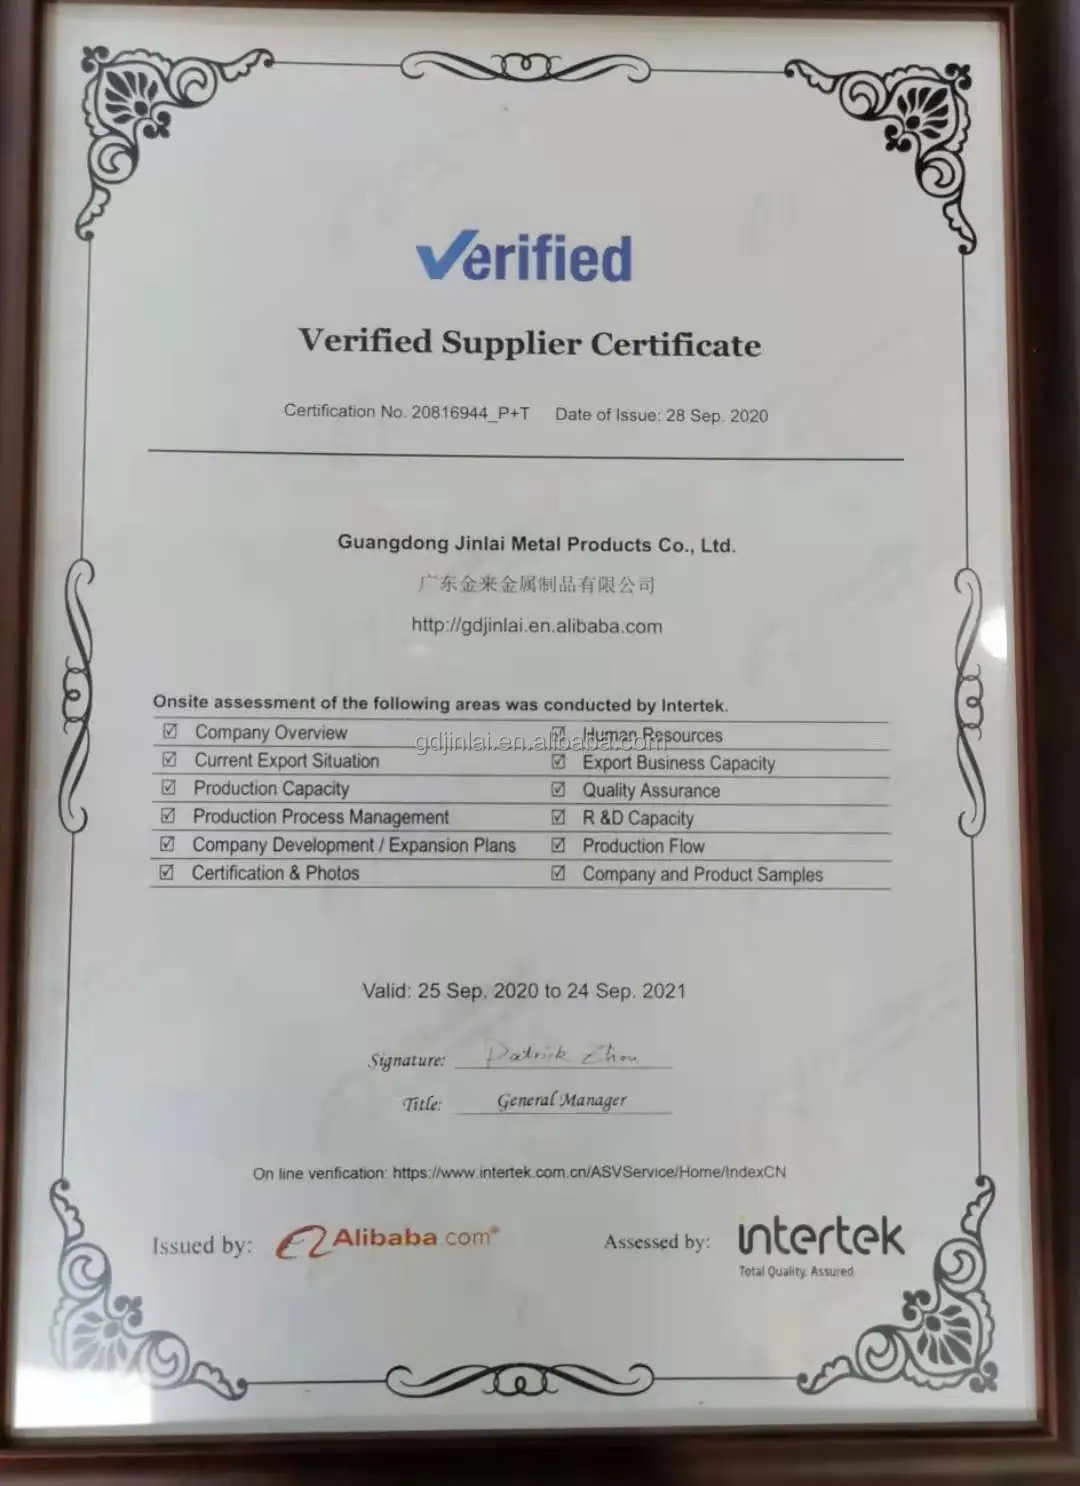 Verified
Verified Supplier Certificate
Certification No. 20816944_P+T Date of Issue: 28 Sep. 2020
Guangdong Jinlai Metal Products Co., Ltd.
广东金来金属制品有限公司
http://gdjinlai.en.alibaba.com
Onsite assessment of the following areas was conducted by Intertek.
☑ Company Overview ☑ Human Resources
gdjinlai.en.alibaba.com
☑ Current Export Situation ☑ Export Business Capacity
☑ Production Capacity ☑ Quality Assurance
☑ Production Process Management ☑ R &D Capacity
☑ Company Development / Expansion Plans ☑ Production Flow
☑ Certification & Photos ☑ Company and Product Samples
Valid: 25 Sep. 2020 to 24 Sep. 2021
Signature: Patrick Zhou
Title: General Manager
On line verification: https://www.intertek.com.cn/ASVService/Home/IndexCN
Issued by: Alibaba.com® Assessed by: intertek
Total Quality. Assured.